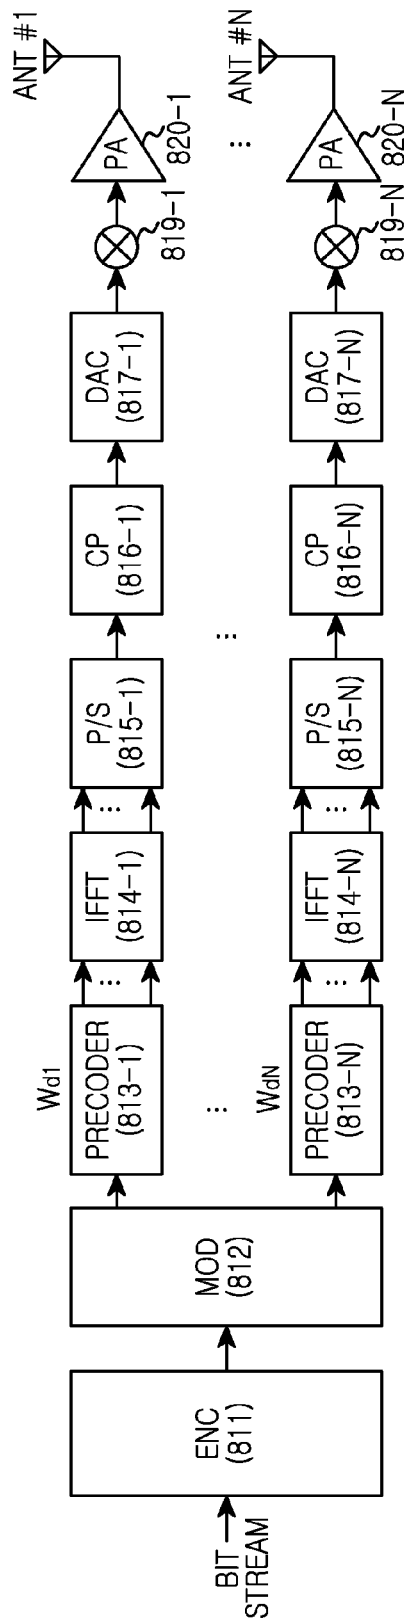 BIT
STREAM
ENC
(811)
MOD
(812)
Wd1
PRECODER
(813-1)
...
IFFT
(814-1)
...
P/S
(815-1)
CP
(816-1)
DAC
(817-1)
819-1
PA
820-1
ANT #1
...
...
...
WdN
PRECODER
(813-N)
...
IFFT
(814-N)
...
P/S
(815-N)
CP
(816-N)
DAC
(817-N)
819-N
PA
820-N
ANT #N